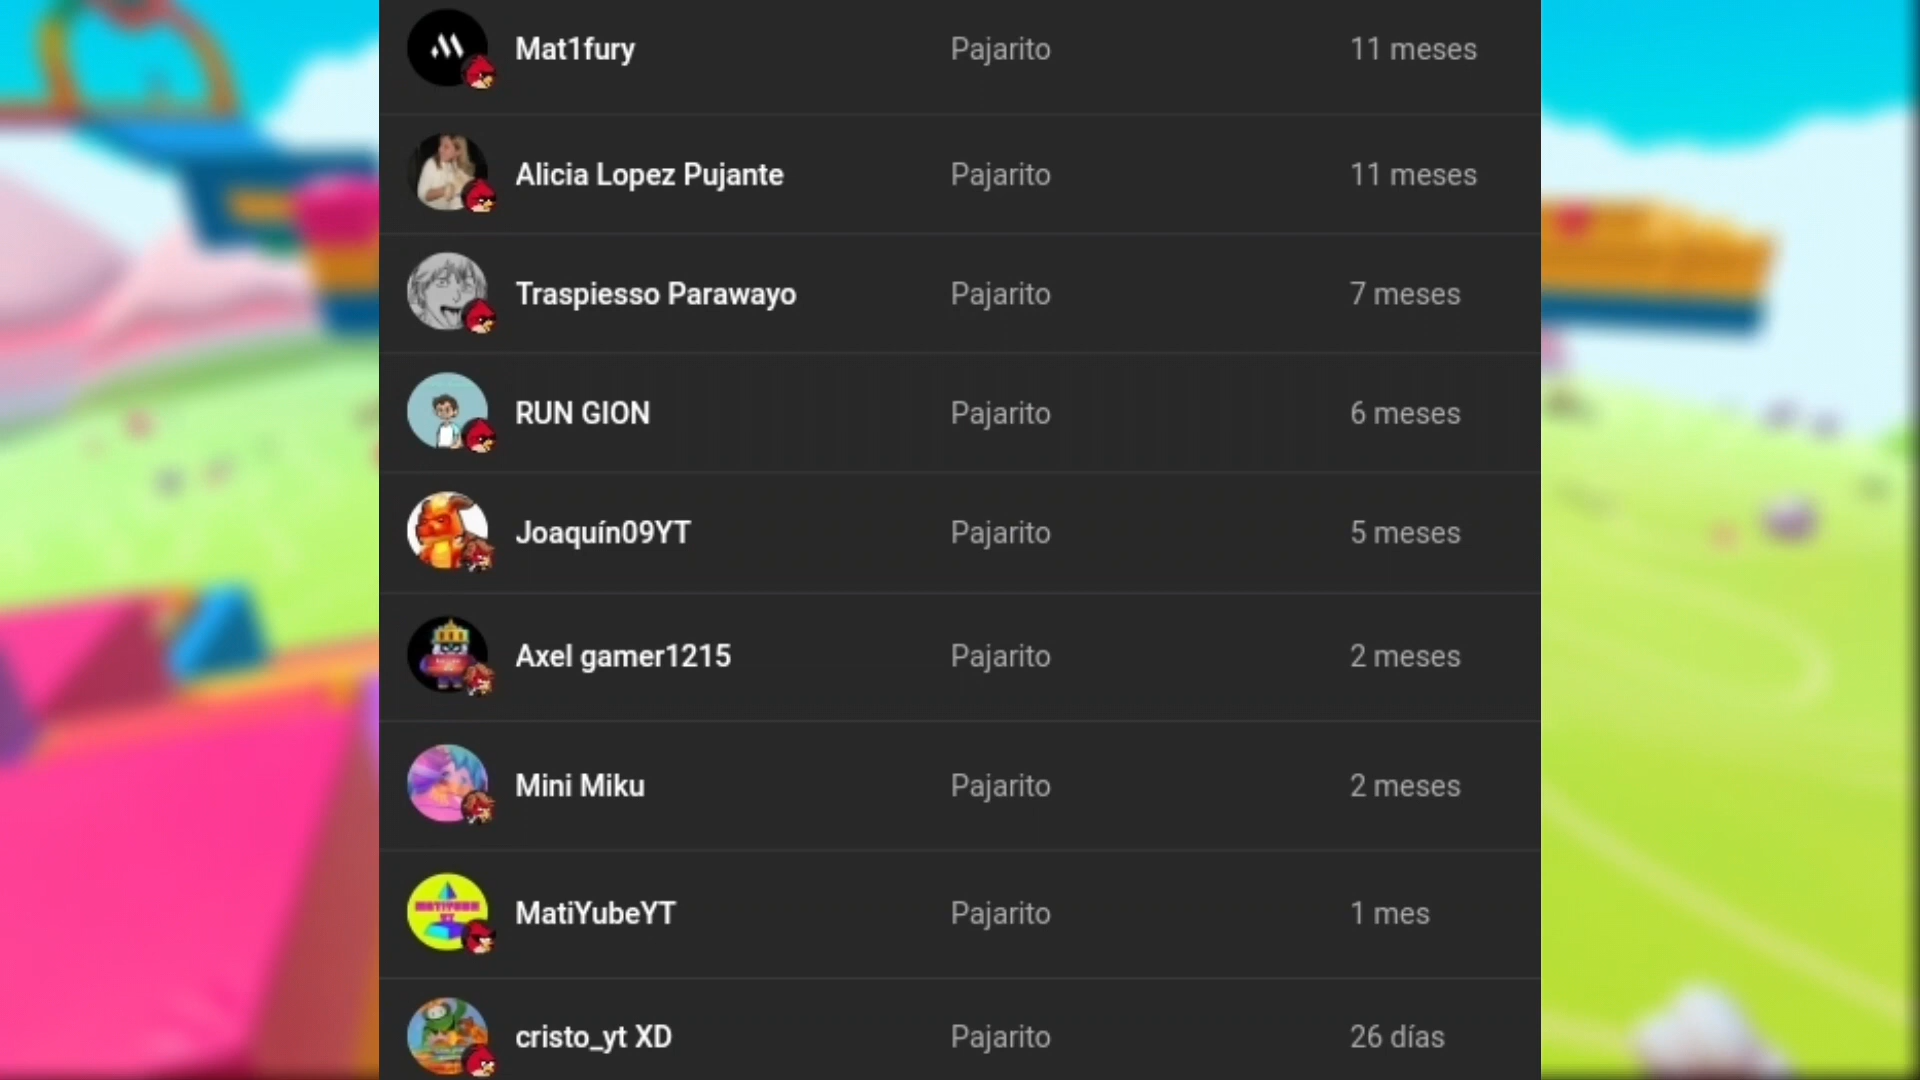 Mat1fury Pajarito 11 meses
Alicia Lopez Pujante Pajarito 11 meses
Traspiesso Parawayo Pajarito 7 meses
RUN GION Pajarito 6 meses
Joaquín09YT Pajarito 5 meses
Axel gamer1215 Pajarito 2 meses
Mini Miku Pajarito 2 meses
MatiYubeYT Pajarito 1 mes
cristo_yt XD Pajarito 26 días